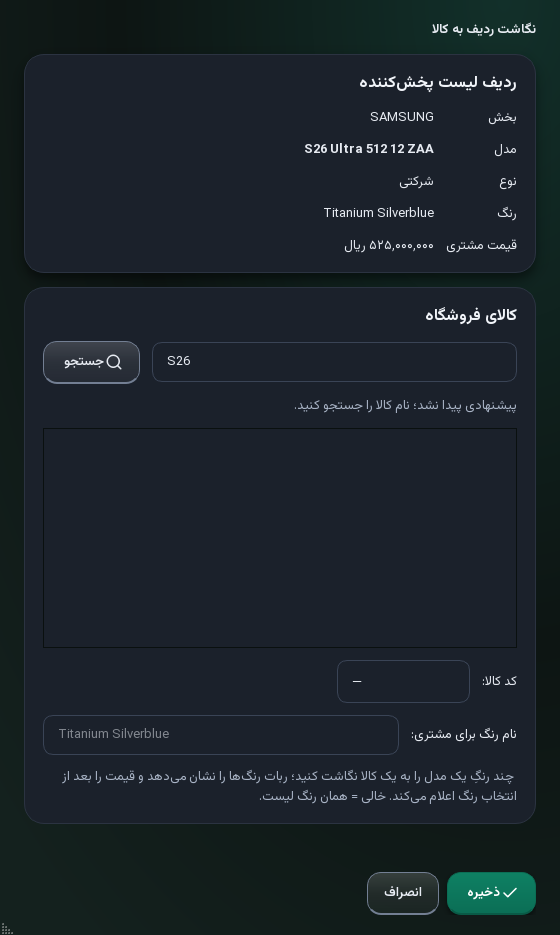 نگاشت ردیف به کالا
ردیف لیست پخش‌کننده
بخش SAMSUNG
مدل S26 Ultra 512 12 ZAA
نوع شرکتی
رنگ Titanium Silverblue
قیمت مشتری ۵۲۵,۰۰۰,۰۰۰ ریال
کالای فروشگاه
S26 جستجو
پیشنهادی پیدا نشد؛ نام کالا را جستجو کنید.
کد کالا: —
نام رنگ برای مشتری: Titanium Silverblue
چند رنگِ یک مدل را به یک کالا نگاشت کنید؛ ربات رنگ‌ها را نشان می‌دهد و قیمت را بعد از
انتخاب رنگ اعلام می‌کند. خالی = همان رنگ لیست.
ذخیره انصراف